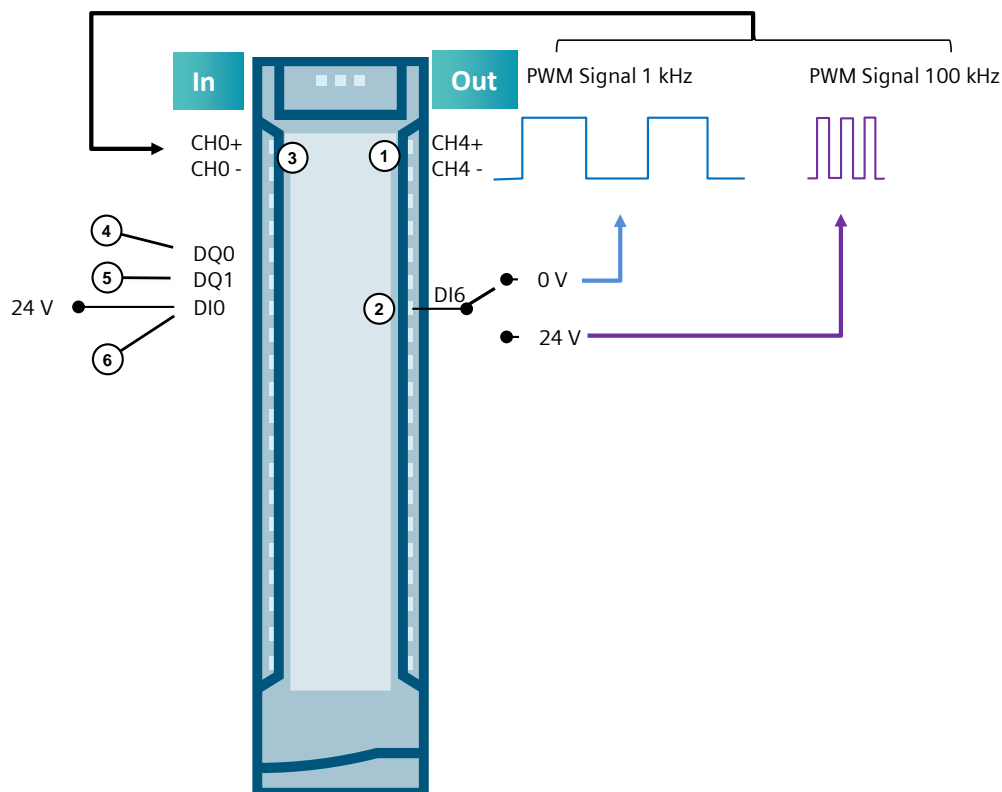 In
Out
PWM Signal 1 kHz
PWM Signal 100 kHz
CH0+
CH0 -
3
1
CH4+
CH4 -
4
DQ0
5
DQ1
24 V
DI0
6
2
DI6
0 V
24 V